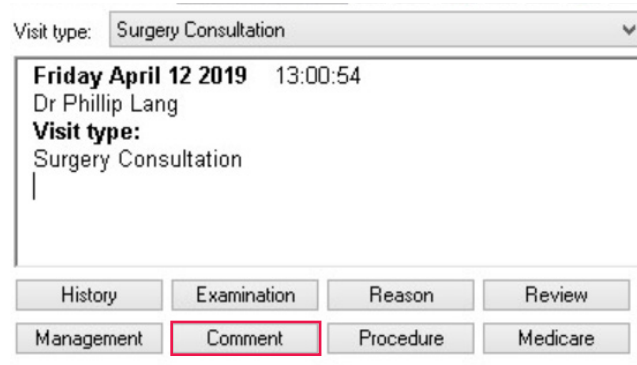 Visit type: Surgery Consultation
Friday April 12 2019 13:00:54
Dr Phillip Lang
Visit type:
Surgery Consultation
History Examination Reason Review
Management Comment Procedure Medicare